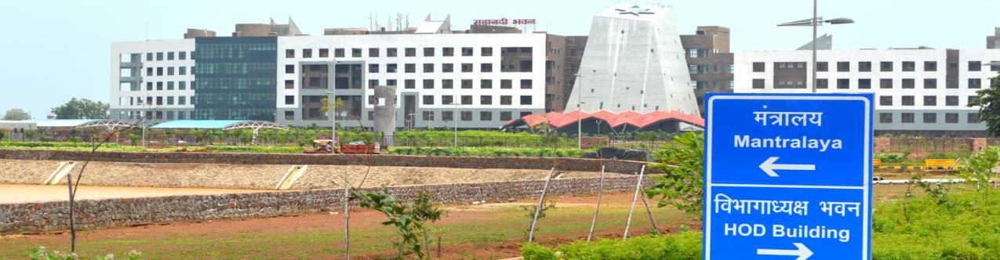 महानदी भवन
मंत्रालय
Mantralaya
विभागाध्यक्ष भवन
HOD Building